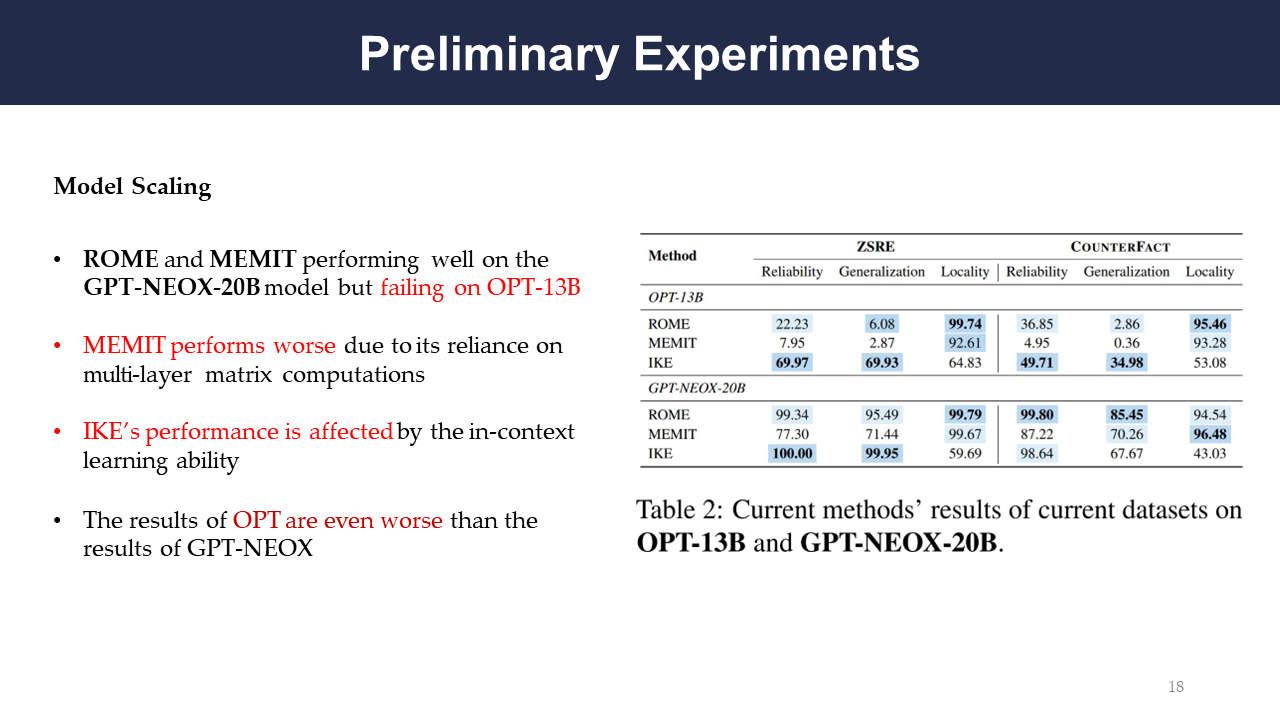 Preliminary Experiments
Model Scaling
• ROME and MEMIT performing well on the
GPT-NEOX-20B model but failing on OPT-13B
• MEMIT performs worse due to its reliance on
multi-layer matrix computations
• IKE’s performance is affected by the in-context
learning ability
• The results of OPT are even worse than the
results of GPT-NEOX
Method ZSRE COUNTERFACT
Reliability Generalization Locality Reliability Generalization Locality
OPT-13B
ROME 22.23 6.08 99.74 36.85 2.86 95.46
MEMIT 7.95 2.87 92.61 4.95 0.36 93.28
IKE 69.97 69.93 64.83 49.71 34.98 53.08
GPT-NEOX-20B
ROME 99.34 95.49 99.79 99.80 85.45 94.54
MEMIT 77.30 71.44 99.67 87.22 70.26 96.48
IKE 100.00 99.95 59.69 98.64 67.67 43.03
Table 2: Current methods’ results of current datasets on
OPT-13B and GPT-NEOX-20B.
18